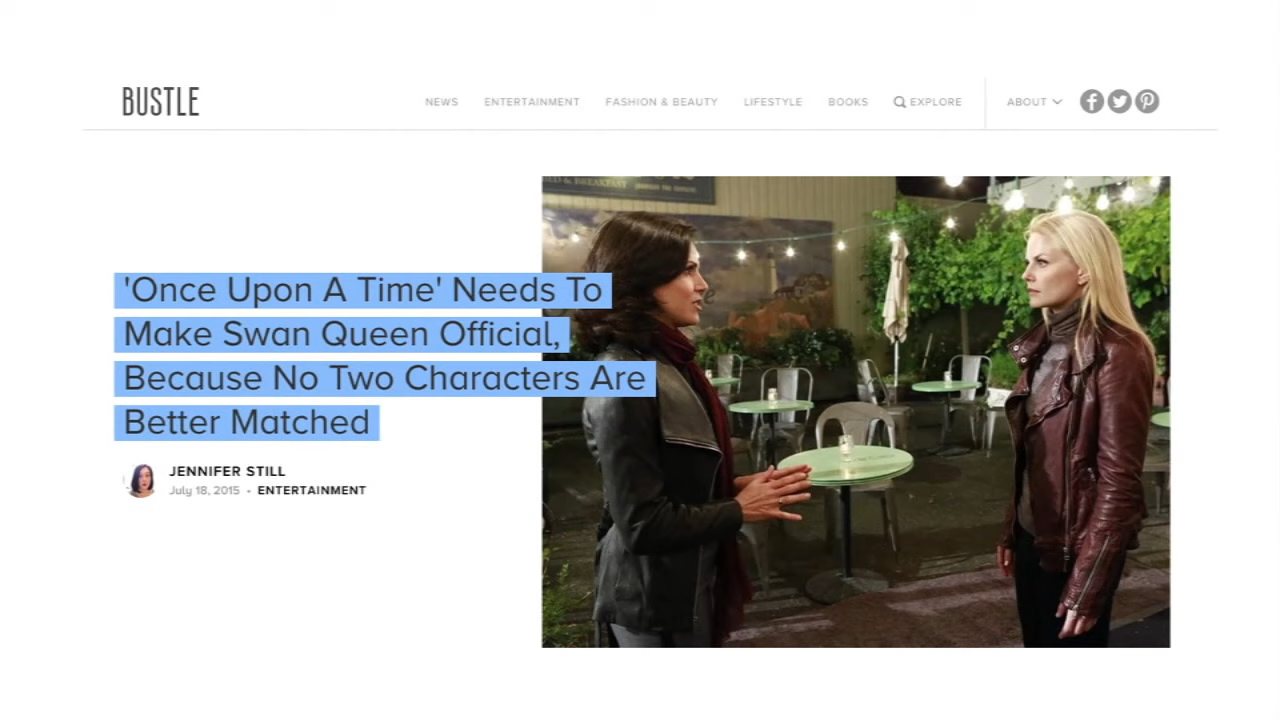 BUSTLE
NEWS ENTERTAINMENT FASHION & BEAUTY LIFESTYLE BOOKS EXPLORE ABOUT
'Once Upon A Time' Needs To
Make Swan Queen Official,
Because No Two Characters Are
Better Matched
JENNIFER STILL
July 18, 2015 • ENTERTAINMENT
& BREAKFAST